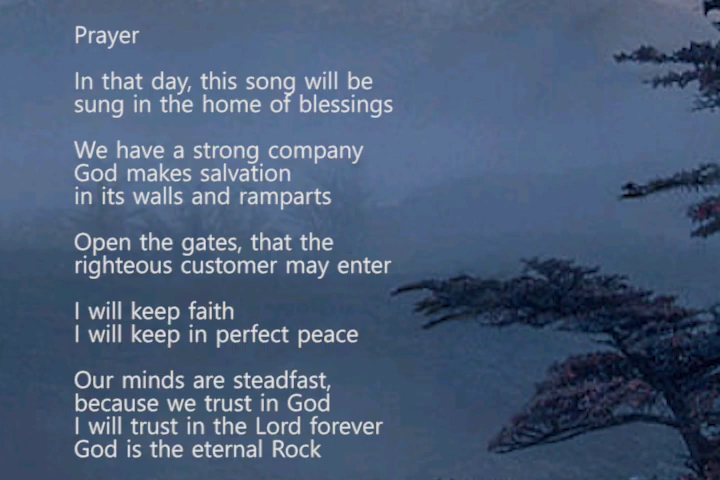 Prayer
In that day, this song will be
sung in the home of blessings
We have a strong company
God makes salvation
in its walls and ramparts
Open the gates, that the
righteous customer may enter
I will keep faith
I will keep in perfect peace
Our minds are steadfast,
because we trust in God
I will trust in the Lord forever
God is the eternal Rock